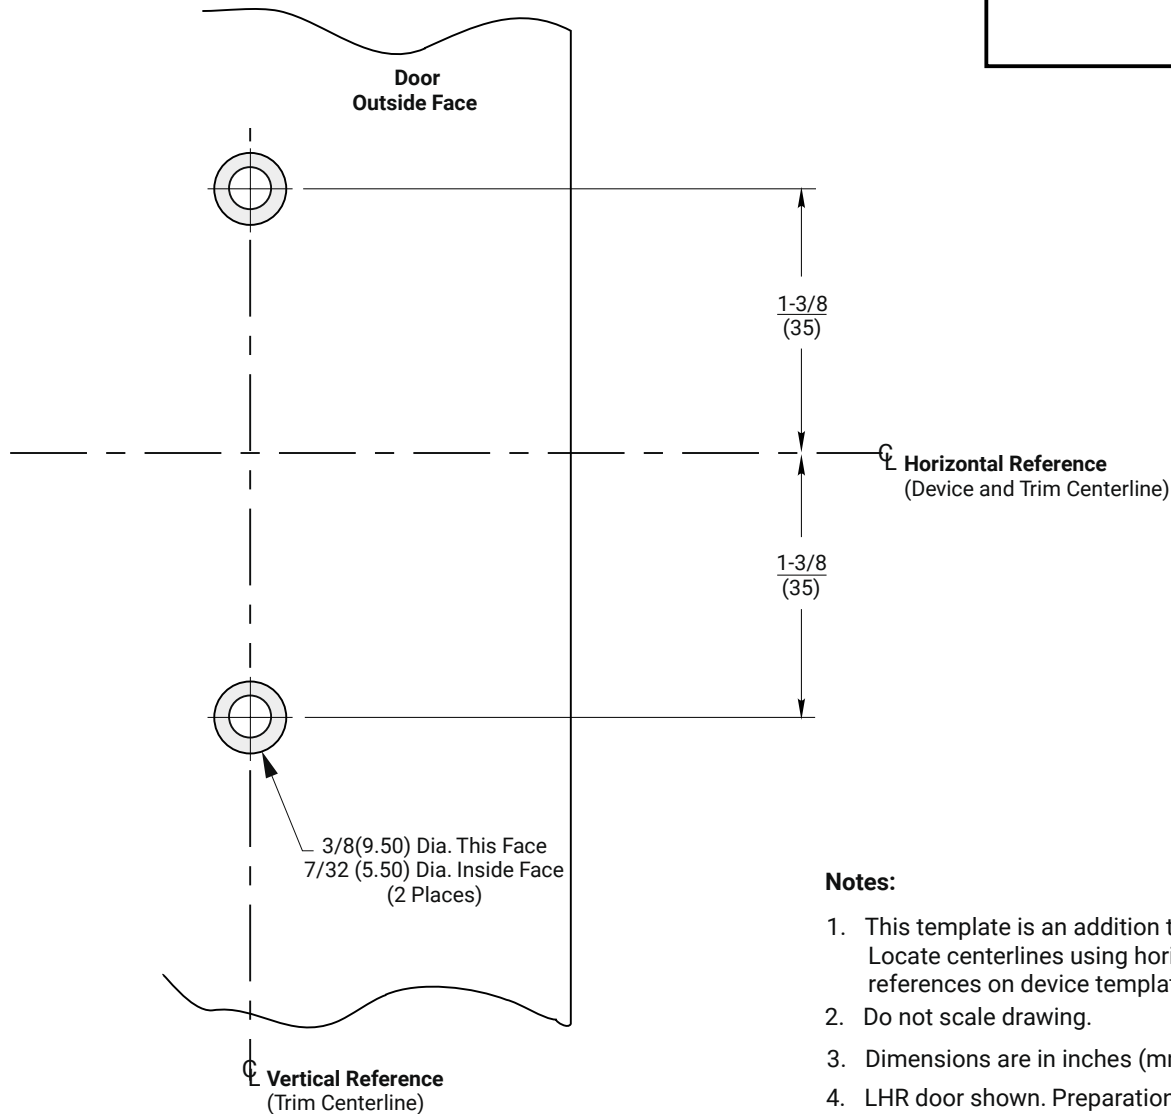 Door
Outside Face
1-3/8
(35)
℄ Horizontal Reference
(Device and Trim Centerline)
1-3/8
(35)
3/8(9.50) Dia. This Face
7/32 (5.50) Dia. Inside Face
(2 Places)
Notes:
1. This template is an addition
Locate centerlines using
references on device
2. Do not scale drawing.
3. Dimensions are in inches
4. LHR door shown. Preparation
℄ Vertical Reference
(Trim Centerline)